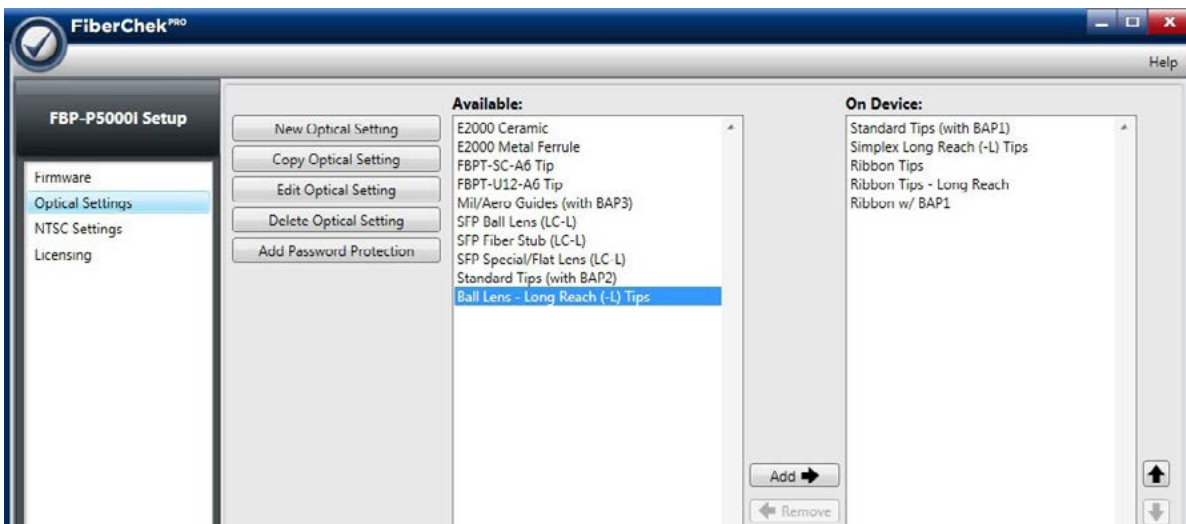 FiberChek PRO
Help
FBP-P5000i Setup
Firmware
Optical Settings
NTSC Settings
Licensing
New Optical Setting
Copy Optical Setting
Edit Optical Setting
Delete Optical Setting
Add Password Protection
Available:
E2000 Ceramic
E2000 Metal Ferrule
FBPT-SC-A6 Tip
FBPT-U12-A6 Tip
Mil/Aero Guides (with BAP3)
SFP Ball Lens (LC-L)
SFP Fiber Stub (LC-L)
SFP Special/Flat Lens (LC-L)
Standard Tips (with BAP2)
Ball Lens - Long Reach (-L) Tips
Add
Remove
On Device:
Standard Tips (with BAP1)
Simplex Long Reach (-L) Tips
Ribbon Tips
Ribbon Tips - Long Reach
Ribbon w/ BAP1